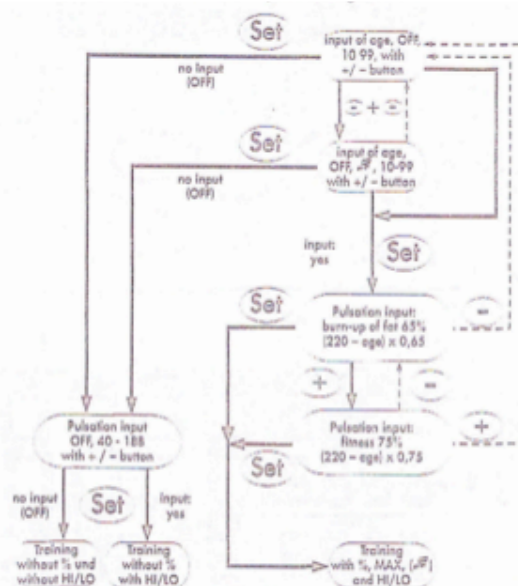 Set
input of age, OFF,
10 99, with
+/ – button
no input
(OFF)
+
Set
input of age,
OFF, , 10-99
with +/ – button
no input
(OFF)
input:
yes
Set
Set
Pulsation input:
burn-up of fat 65%
(220 – age) x 0,65
–
+
–
Pulsation input
OFF, 40 - 188
with + / – button
Pulsation input:
fitness 75%
(220 – age) x 0,75
+
Set
no input
(OFF)
Set
input:
yes
Training
without % und
without HI/LO
Training
without %
with HI/LO
Training
with %, MAX, ( )
and HI/LO